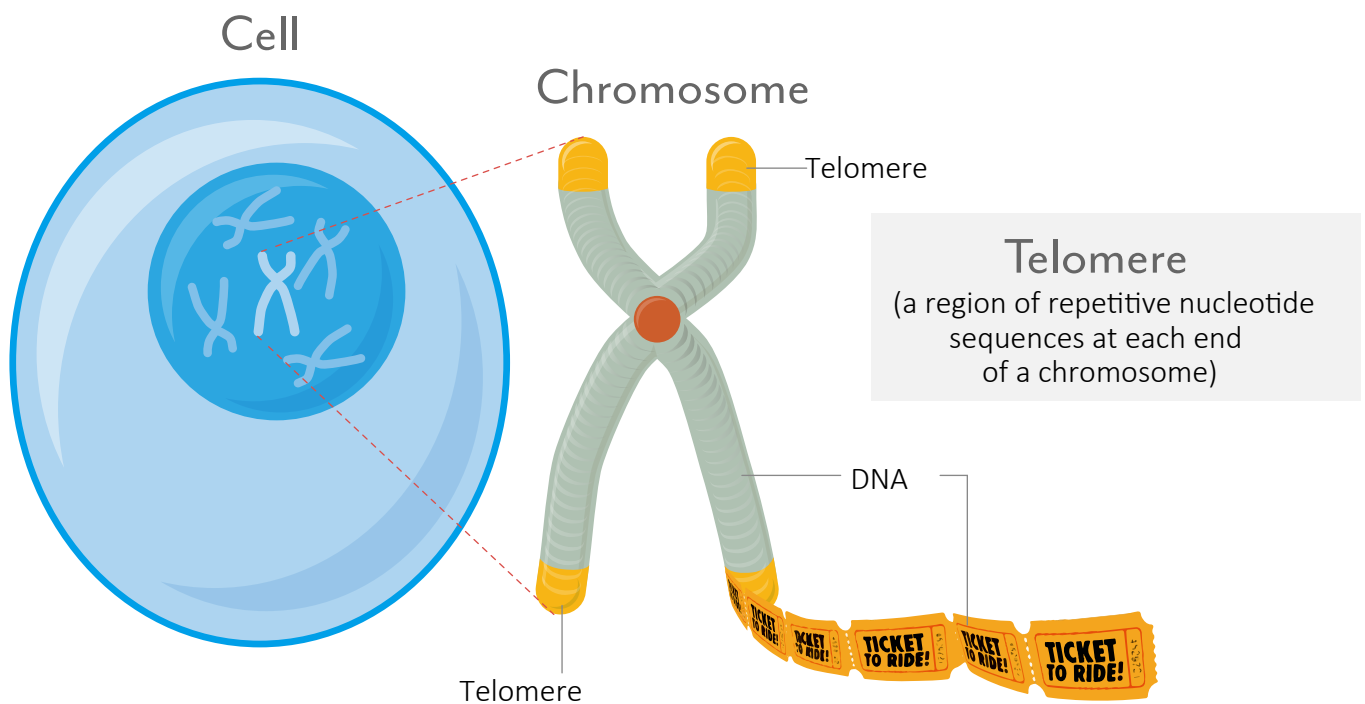 Cell
Chromosome
Telomere
Telomere
(a region of repetitive nucleotide
sequences at each end
of a chromosome)
DNA
TICKET
TO RIDE!
TICKET
TO RIDE!
TICKET
TO RIDE!
TICKET
TO RIDE!
TICKET
TO RIDE!
Telomere